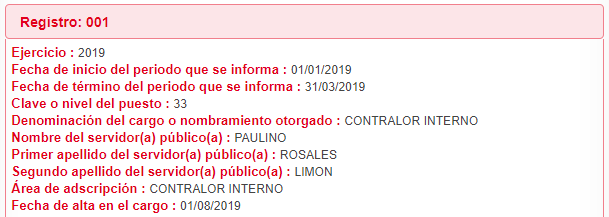 Registro: 001
Ejercicio : 2019
Fecha de inicio del periodo que se informa : 01/01/2019
Fecha de término del periodo que se informa : 31/03/2019
Clave o nivel del puesto : 33
Denominación del cargo o nombramiento otorgado : CONTRALOR INTERNO
Nombre del servidor(a) público(a) : PAULINO
Primer apellido del servidor(a) público(a) : ROSALES
Segundo apellido del servidor(a) público(a) : LIMON
Área de adscripción : CONTRALOR INTERNO
Fecha de alta en el cargo : 01/08/2019